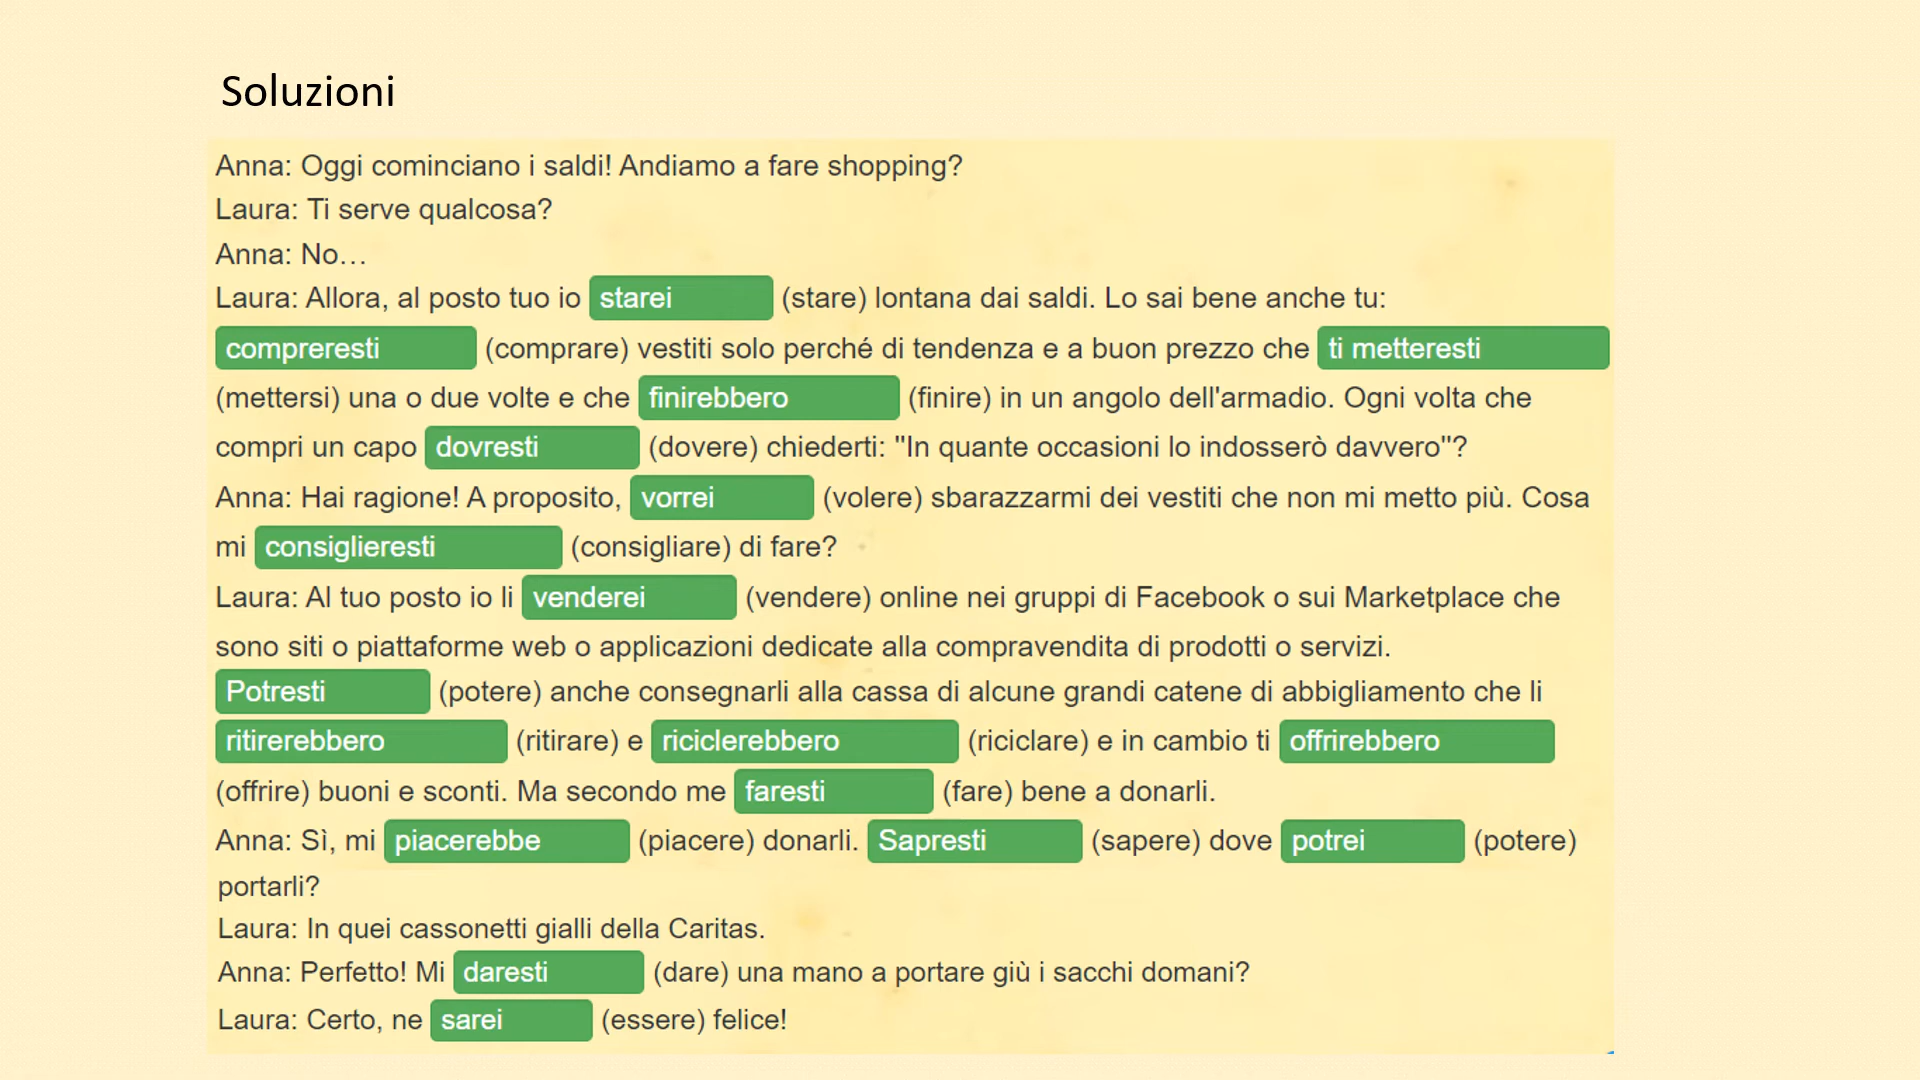 Soluzioni
Anna: Oggi cominciano i saldi! Andiamo a fare shopping?
Laura: Ti serve qualcosa?
Anna: No…
Laura: Allora, al posto tuo io starei (stare) lontana dai saldi. Lo sai bene anche tu:
compreresti (comprare) vestiti solo perché di tendenza e a buon prezzo che ti metteresti
(mettersi) una o due volte e che finirebbero (finire) in un angolo dell'armadio. Ogni volta che
compri un capo dovresti (dovere) chiederti: "In quante occasioni lo indosserò davvero"?
Anna: Hai ragione! A proposito, vorrei (volere) sbarazzarmi dei vestiti che non mi metto più. Cosa
mi consiglieresti (consigliare) di fare?
Laura: Al tuo posto io li venderei (vendere) online nei gruppi di Facebook o sui Marketplace che
sono siti o piattaforme web o applicazioni dedicate alla compravendita di prodotti o servizi.
Potresti (potere) anche consegnarli alla cassa di alcune grandi catene di abbigliamento che li
ritirerebbero (ritirare) e riciclerebbero (riciclare) e in cambio ti offrirebbero
(offrire) buoni e sconti. Ma secondo me faresti (fare) bene a donarli.
Anna: Sì, mi piacerebbe (piacere) donarli. Sapresti (sapere) dove potrei (potere)
portarli?
Laura: In quei cassonetti gialli della Caritas.
Anna: Perfetto! Mi daresti (dare) una mano a portare giù i sacchi domani?
Laura: Certo, ne sarei (essere) felice!